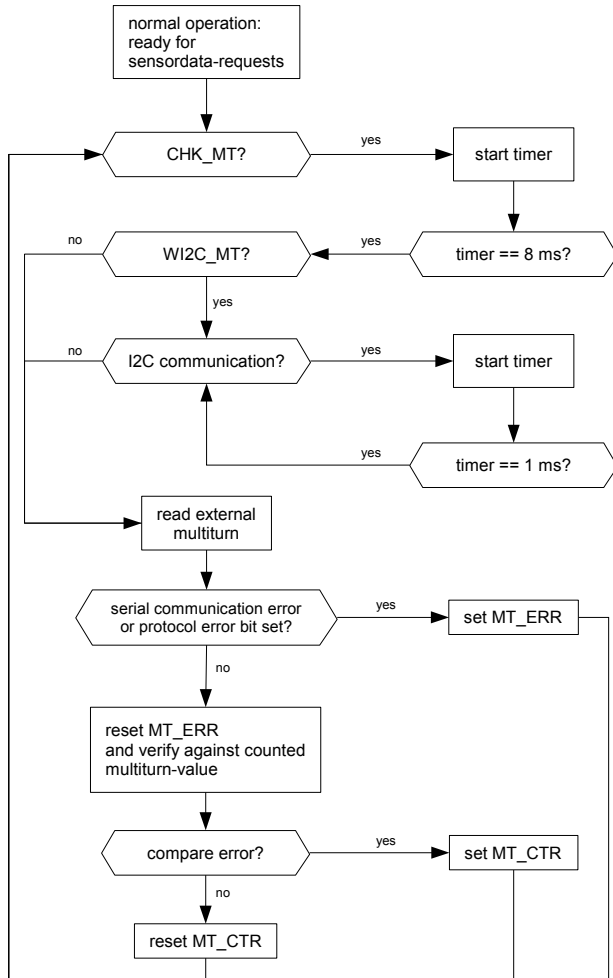 normal operation:
ready for
sensordata-requests
CHK_MT?
yes
start timer
no
WI2C_MT?
yes
timer == 8 ms?
yes
no
I2C communication?
yes
start timer
yes
timer == 1 ms?
read external
multiturn
serial communication error
or protocol error bit set?
yes
set MT_ERR
no
reset MT_ERR
and verify against counted
multiturn-value
compare error?
yes
set MT_CTR
no
reset MT_CTR